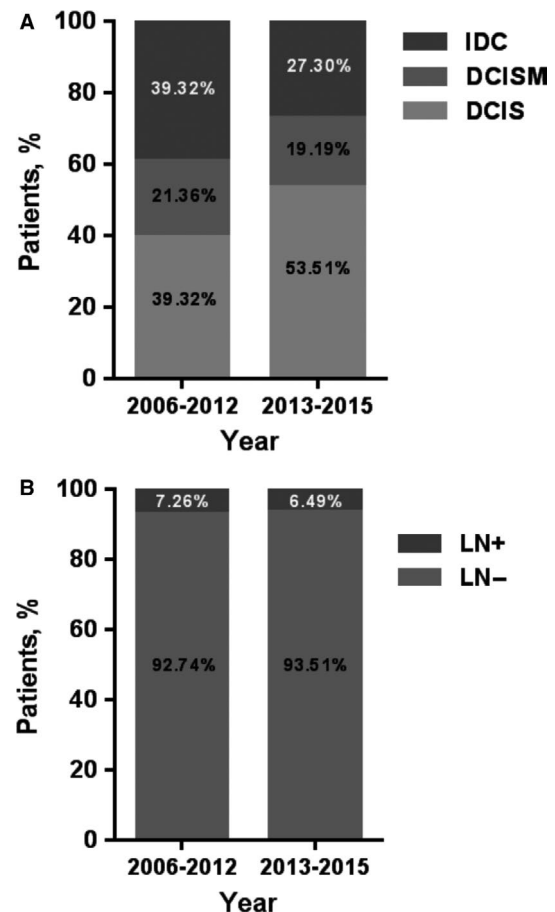 A
100
80
60
40
20
0
Patients, %
39.32%
21.36%
39.32%
27.30%
19.19%
53.51%
2006-2012 2013-2015
Year
IDC
DCISM
DCIS
B
100
80
60
40
20
0
Patients, %
7.26%
92.74%
6.49%
93.51%
2006-2012 2013-2015
Year
LN+
LN−